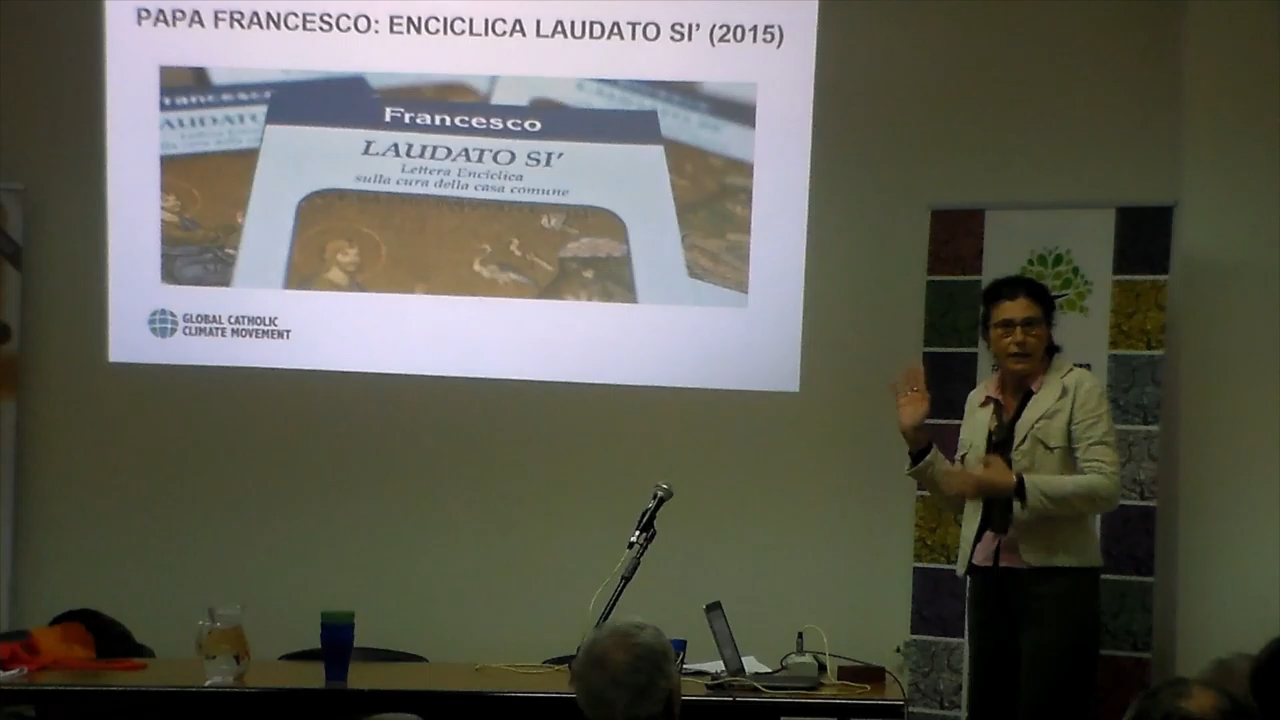 PAPA FRANCESCO: ENCICLICA LAUDATO SI’ (2015)
Francesco
LAUDATO SI’
Lettera Enciclica
sulla cura della casa comune
GLOBAL CATHOLIC
CLIMATE MOVEMENT